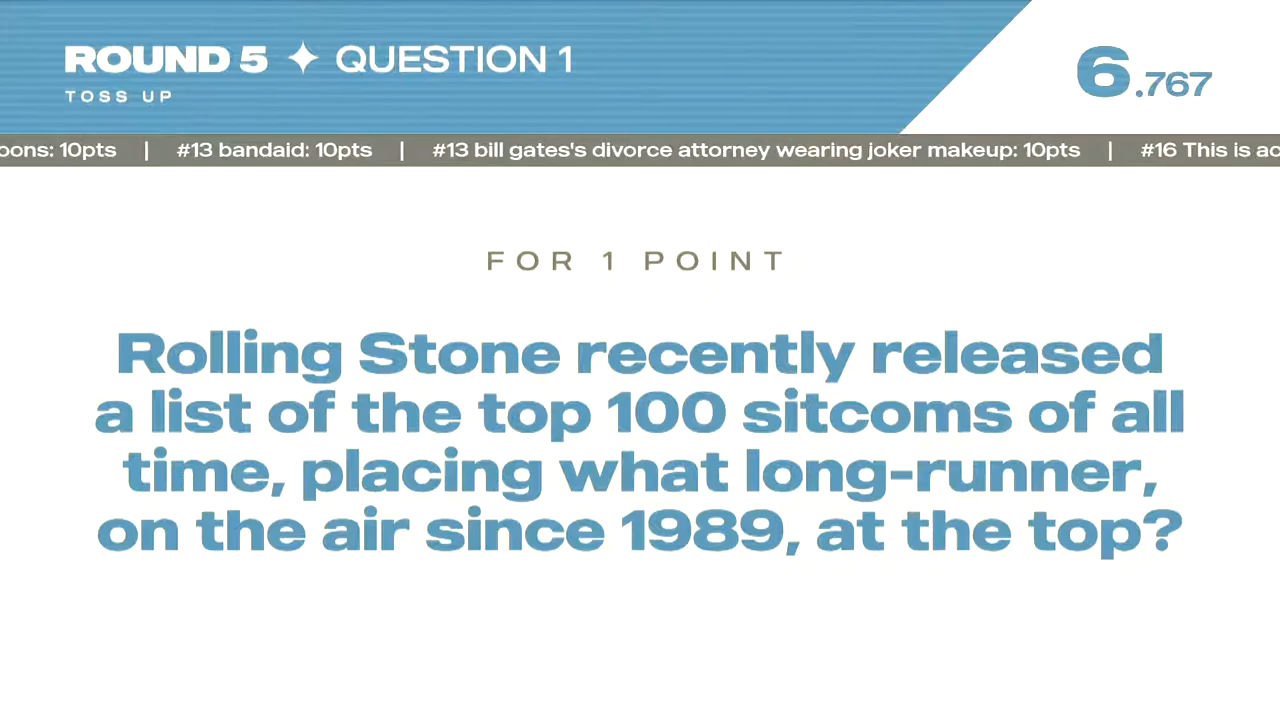 ROUND 5 ✦ QUESTION 1
6.767
TOSS UP
10pts | #13 bandaid: 10pts | #13 bill gates's divorce attorney wearing joker makeup: 10pts | #16 This is
FOR 1 POINT
Rolling Stone recently released
a list of the top 100 sitcoms of all
time, placing what long-runner,
on the air since 1989, at the top?